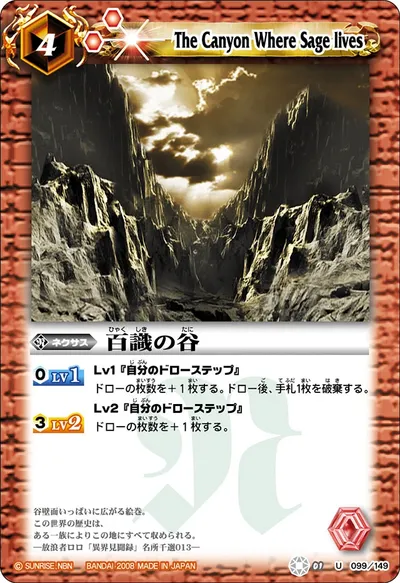 4
The Canyon Where Sage lives
ネクサス
ひゃくしき たに
百識の谷
0 LV1
Lv1『自分のドローステップ』
ドローの枚数を+1枚する。ドロー後、手札1枚を破棄する。
3 LV2
Lv2『自分のドローステップ』
ドローの枚数を+1枚する。
谷壁面いっぱいに広がる絵巻。
この世界の歴史は、
ある一族によりこの地にすべて収められる。
—放浪者ロロ「異界見聞録」名所千選013—
© SUNRISE.NBN BANDAI 2008 MADE IN JAPAN 01 U 099/149